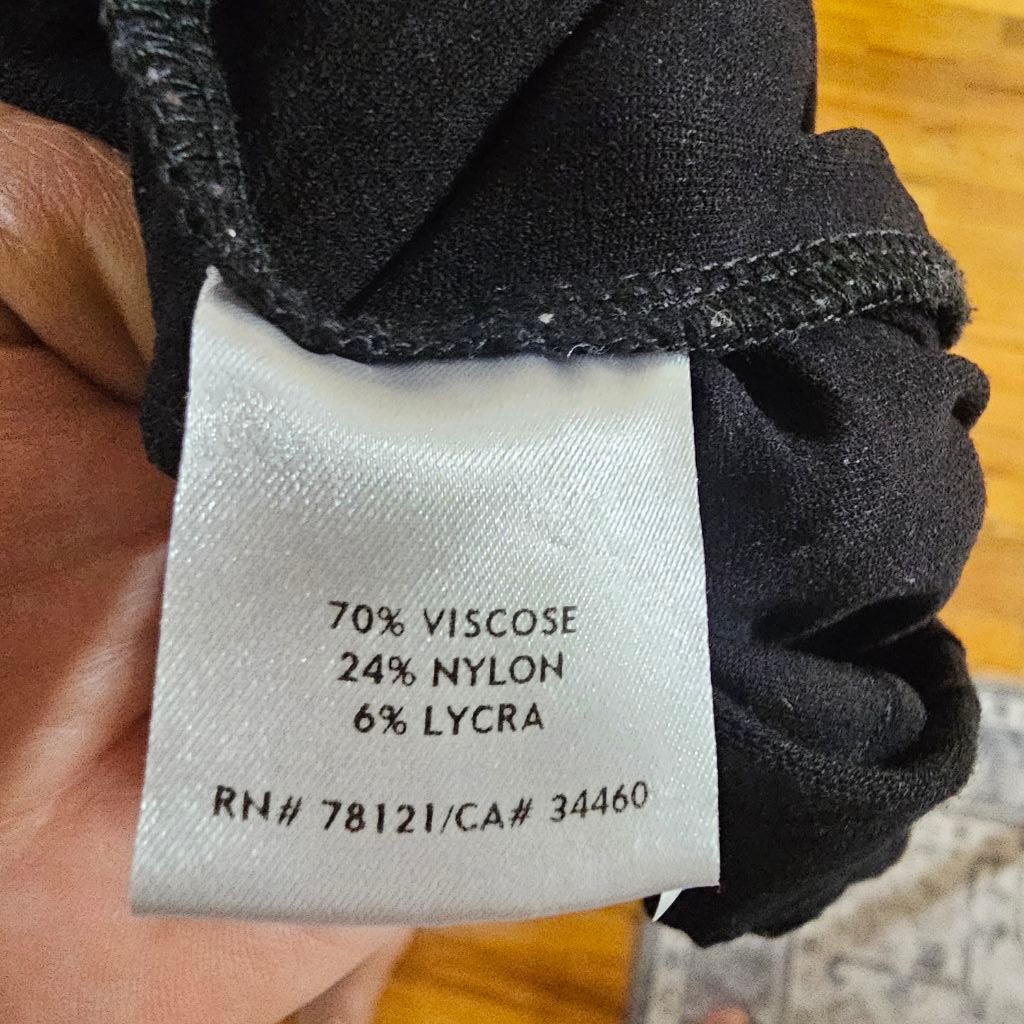 70% VISCOSE
24% NYLON
6% LYCRA
RN# 78121/CA# 34460